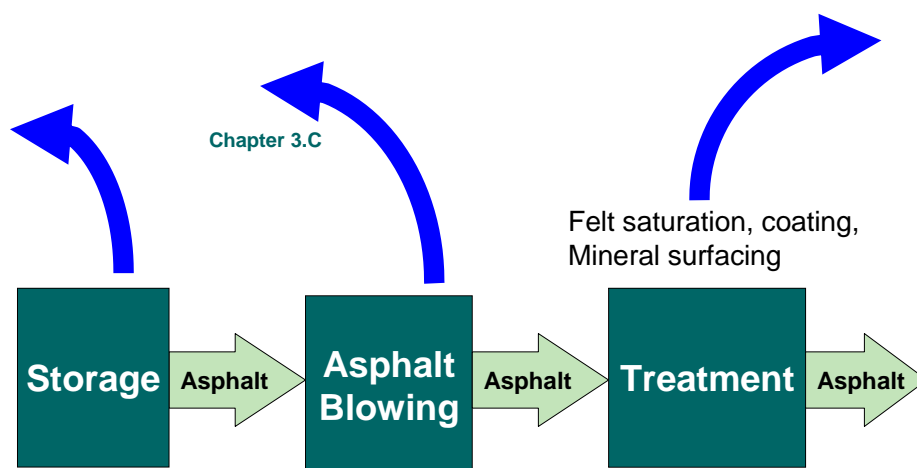 Chapter 3.C
Felt saturation, coating,
Mineral surfacing
Storage
Asphalt
Asphalt
Blowing
Asphalt
Treatment
Asphalt